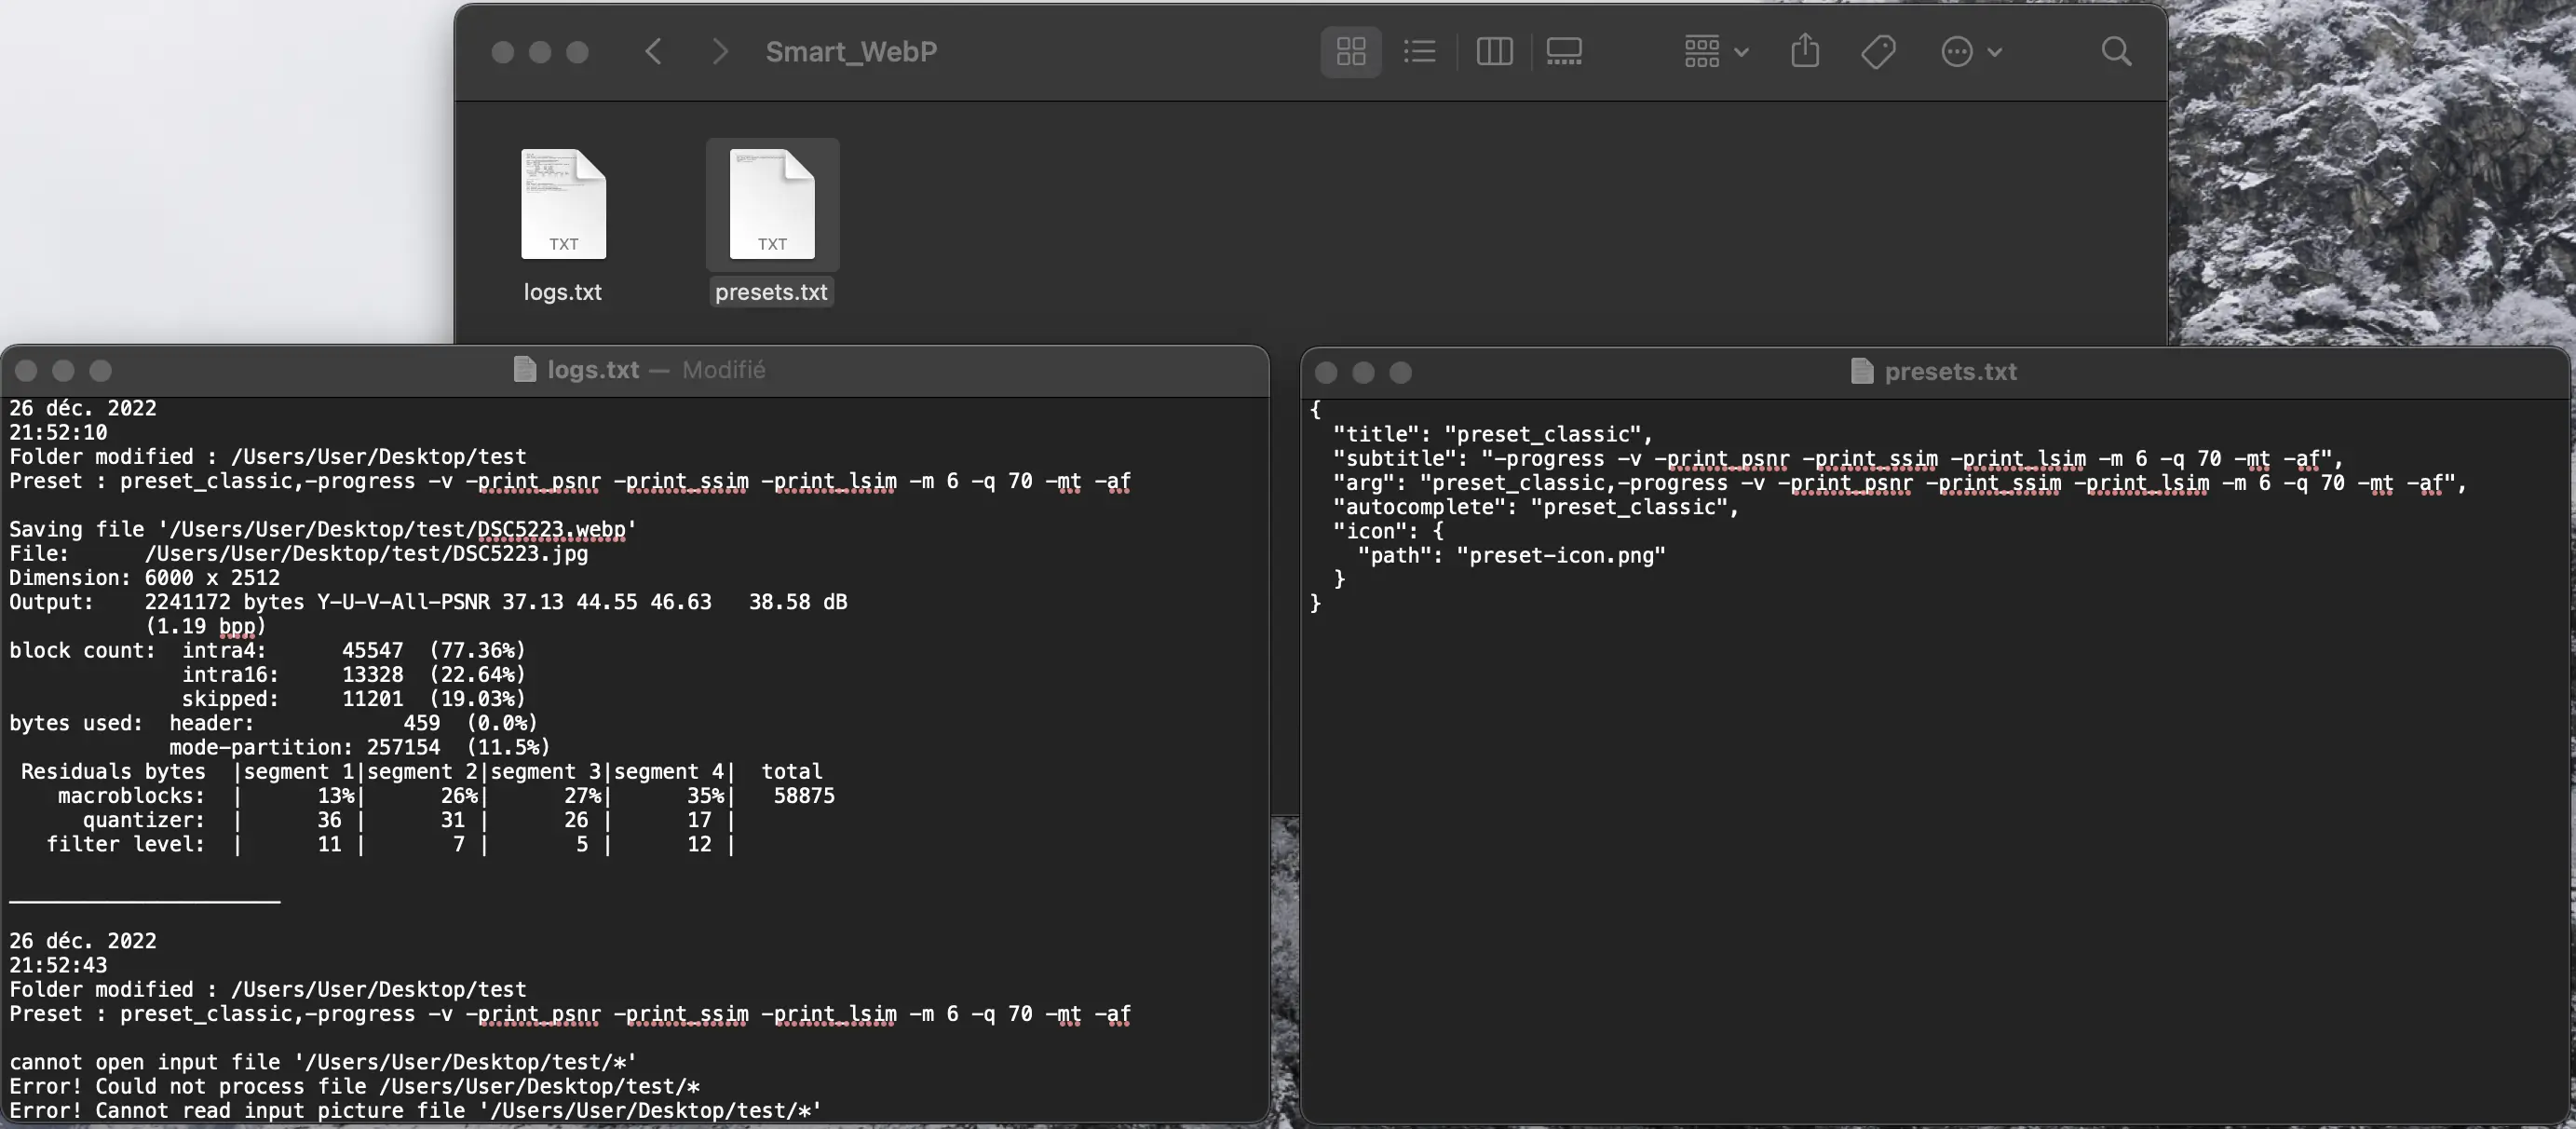 Smart_WebP
TXT
TXT
logs.txt
presets.txt
logs.txt — Modifié
26 déc. 2022
21:52:10
Folder modified : /Users/User/Desktop/test
Preset : preset_classic,-progress -v -print_psnr -print_ssim -print_lsim -m 6 -q 70 -mt -af
Saving file '/Users/User/Desktop/test/DSC5223.webp'
File:      /Users/User/Desktop/test/DSC5223.jpg
Dimension: 6000 x 2512
Output:    2241172 bytes Y-U-V-All-PSNR 37.13 44.55 46.63   38.58 dB
           (1.19 bpp)
block count:  intra4:      45547  (77.36%)
              intra16:     13328  (22.64%)
              skipped:     11201  (19.03%)
bytes used:  header:            459  (0.0%)
             mode-partition: 257154  (11.5%)
 Residuals bytes  |segment 1|segment 2|segment 3|segment 4|  total
    macroblocks:  |      13%|      26%|      27%|      35%|   58875
      quantizer:  |      36 |      31 |      26 |      17 |
   filter level:  |      11 |       7 |       5 |      12 |
______________________
26 déc. 2022
21:52:43
Folder modified : /Users/User/Desktop/test
Preset : preset_classic,-progress -v -print_psnr -print_ssim -print_lsim -m 6 -q 70 -mt -af
cannot open input file '/Users/User/Desktop/test/*'
Error! Could not process file /Users/User/Desktop/test/*
Error! Cannot read input picture file '/Users/User/Desktop/test/*'
presets.txt
{
  "title": "preset_classic",
  "subtitle": "-progress -v -print_psnr -print_ssim -print_lsim -m 6 -q 70 -mt -af",
  "arg": "preset_classic,-progress -v -print_psnr -print_ssim -print_lsim -m 6 -q 70 -mt -af",
  "autocomplete": "preset_classic",
  "icon": {
    "path": "preset-icon.png"
  }
}